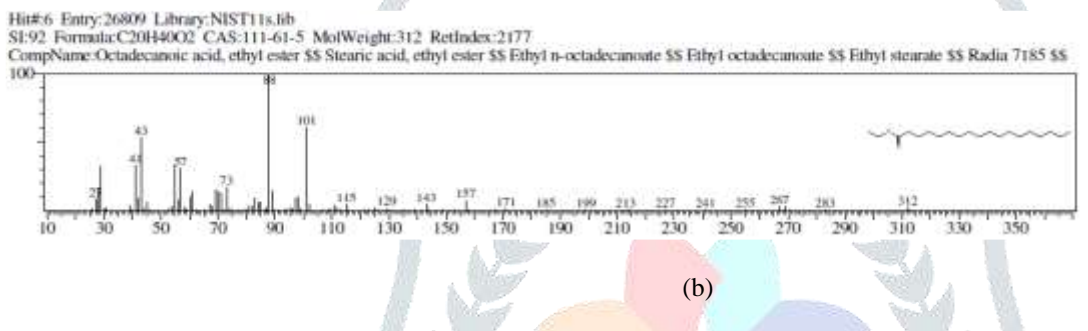 Hit#:6 Entry:26809 Library:NIST11s.lib
SI:92 Formula:C20H40O2 CAS:111-61-5 MolWeight:312 RetIndex:2177
CompName:Octadecanoic acid, ethyl ester $$ Stearic acid, ethyl ester $$ Ethyl n-octadecanoate $$ Ethyl octadecanoate $$ Ethyl stearate $$ Radia 7185 $$
100
88
101
43
41 57
73
115 129 143 157 171 185 199 213 227 241 255 267 283 312
10 30 50 70 90 110 130 150 170 190 210 230 250 270 290 310 330 350
(b)